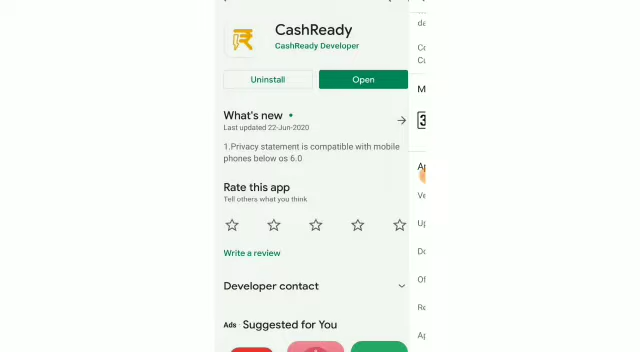 CashReady
CashReady Developer
Uninstall
Open
What's new
Last updated 22-Jun-2020
1.Privacy statement is compatible with mobile
phones below os 6.0
Rate this app
Tell others what you think
Write a review
Developer contact
Ads · Suggested for You